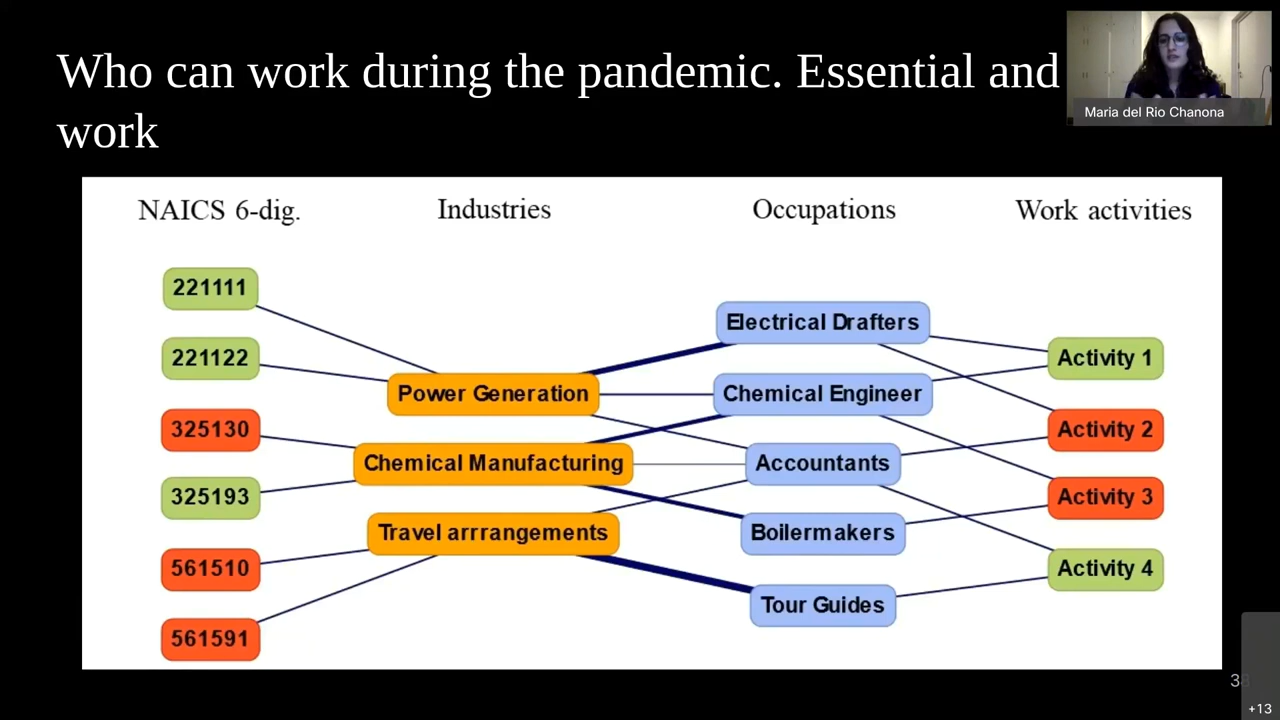 Who can work during the pandemic. Essential and
work
Maria del Rio Chanona
NAICS 6-dig. Industries Occupations Work activities
221111
Electrical Drafters
221122
Activity 1
Power Generation
Chemical Engineer
325130
Activity 2
Chemical Manufacturing
Accountants
325193
Activity 3
Travel arrrangements
Boilermakers
561510
Activity 4
Tour Guides
561591
+13